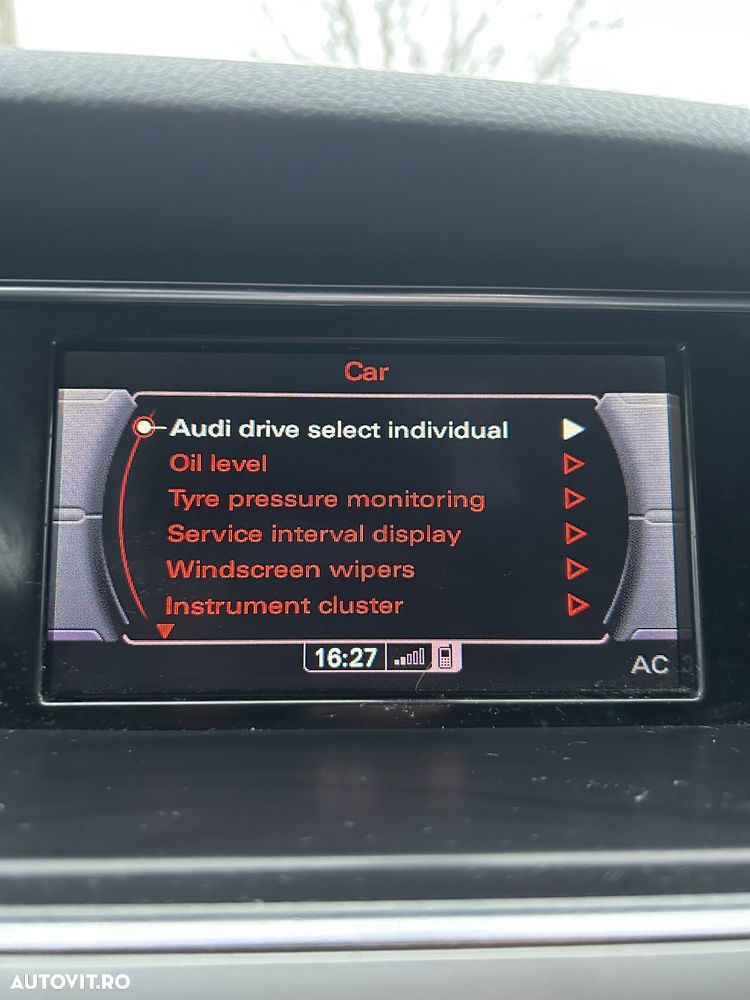 Car
Audi drive select individual
Oil level
Tyre pressure monitoring
Service interval display
Windscreen wipers
Instrument cluster
16:27
AC
AUTOVIT.RO